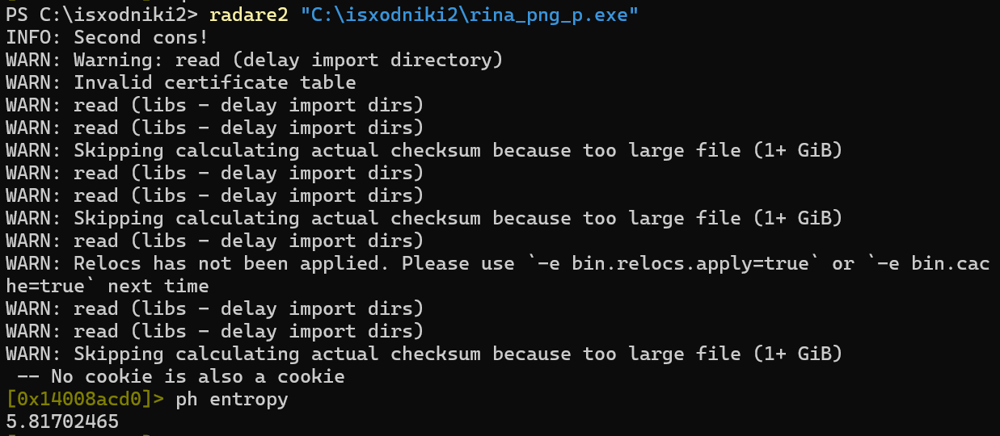 PS C:\isxodniki2> radare2 "C:\isxodniki2\rina_png_p.exe"
INFO: Second cons!
WARN: Warning: read (delay import directory)
WARN: Invalid certificate table
WARN: read (libs - delay import dirs)
WARN: read (libs - delay import dirs)
WARN: Skipping calculating actual checksum because too large file (1+ GiB)
WARN: read (libs - delay import dirs)
WARN: read (libs - delay import dirs)
WARN: Skipping calculating actual checksum because too large file (1+ GiB)
WARN: read (libs - delay import dirs)
WARN: Relocs has not been applied. Please use `-e bin.relocs.apply=true` or `-e bin.cac
he=true` next time
WARN: read (libs - delay import dirs)
WARN: read (libs - delay import dirs)
WARN: Skipping calculating actual checksum because too large file (1+ GiB)
 -- No cookie is also a cookie
[0x14008acd0]> ph entropy
5.81702465